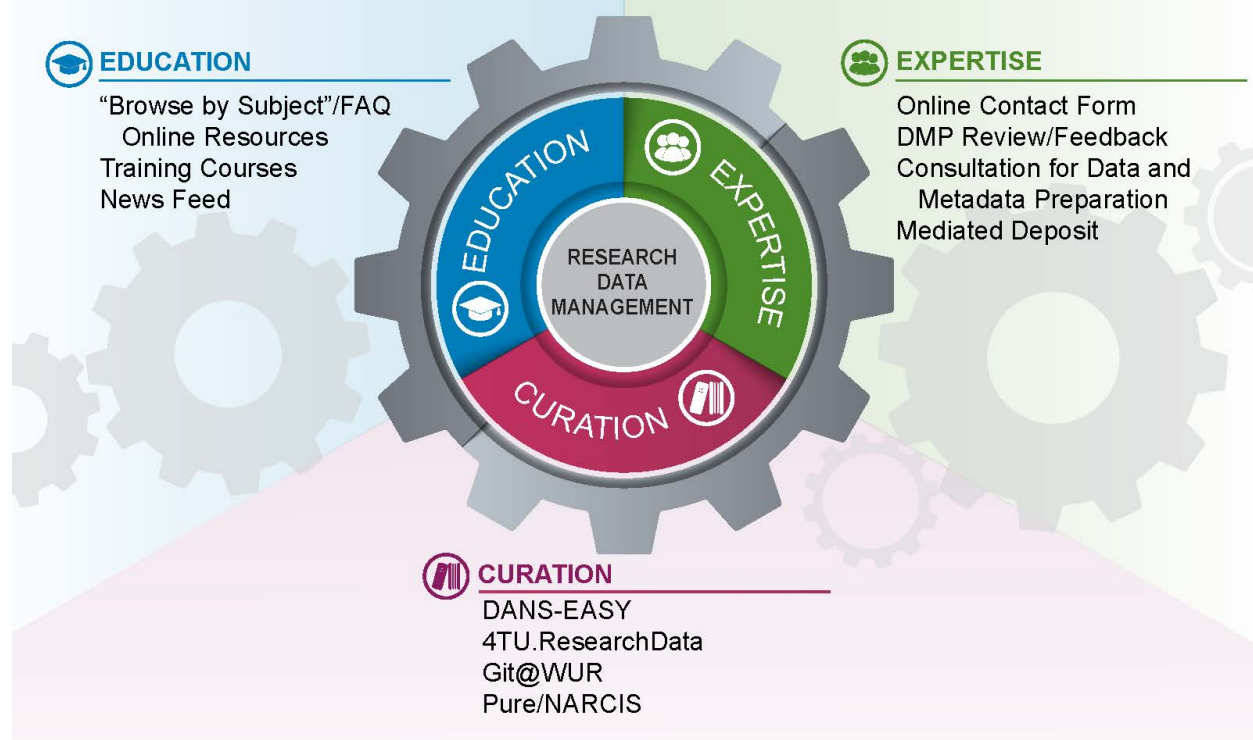 EDUCATION
“Browse by Subject”/FAQ
Online Resources
Training Courses
News Feed
EXPERTISE
Online Contact Form
DMP Review/Feedback
Consultation for Data and
Metadata Preparation
Mediated Deposit
EDUCATION
EXPERTISE
RESEARCH
DATA
MANAGEMENT
CURATION
CURATION
DANS-EASY
4TU.ResearchData
Git@WUR
Pure/NARCIS